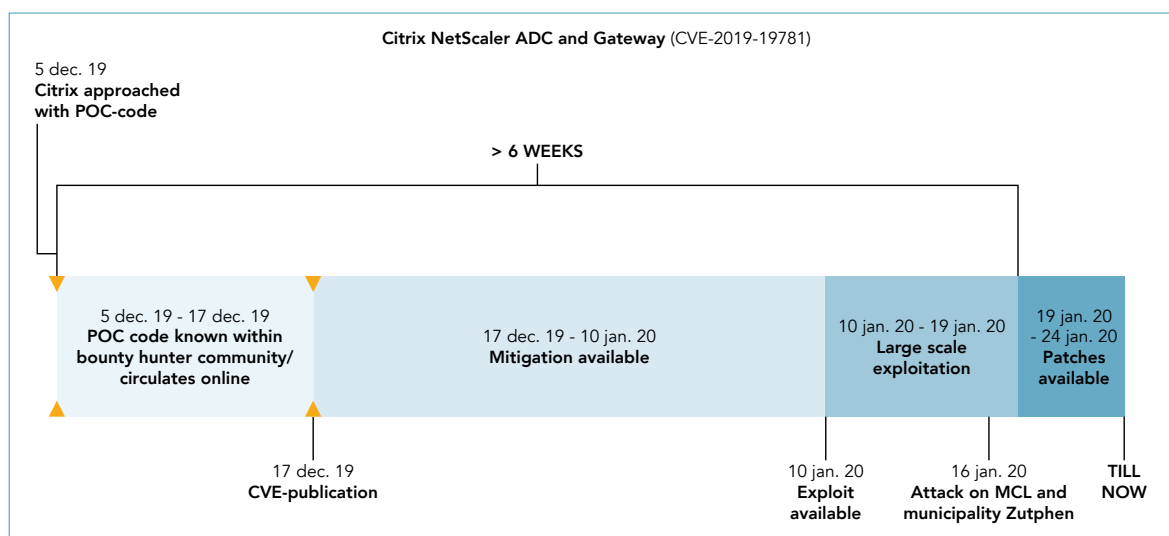 Citrix NetScaler ADC and Gateway (CVE-2019-19781)
5 dec. 19
Citrix approached
with POC-code
> 6 WEEKS
5 dec. 19 - 17 dec. 19
POC code known within
bounty hunter community/
circulates online
17 dec. 19 - 10 jan. 20
Mitigation available
10 jan. 20 - 19 jan. 20
Large scale
exploitation
19 jan. 20
- 24 jan. 20
Patches
available
17 dec. 19
CVE-publication
10 jan. 20
Exploit
available
16 jan. 20
Attack on MCL and
municipality Zutphen
TILL
NOW